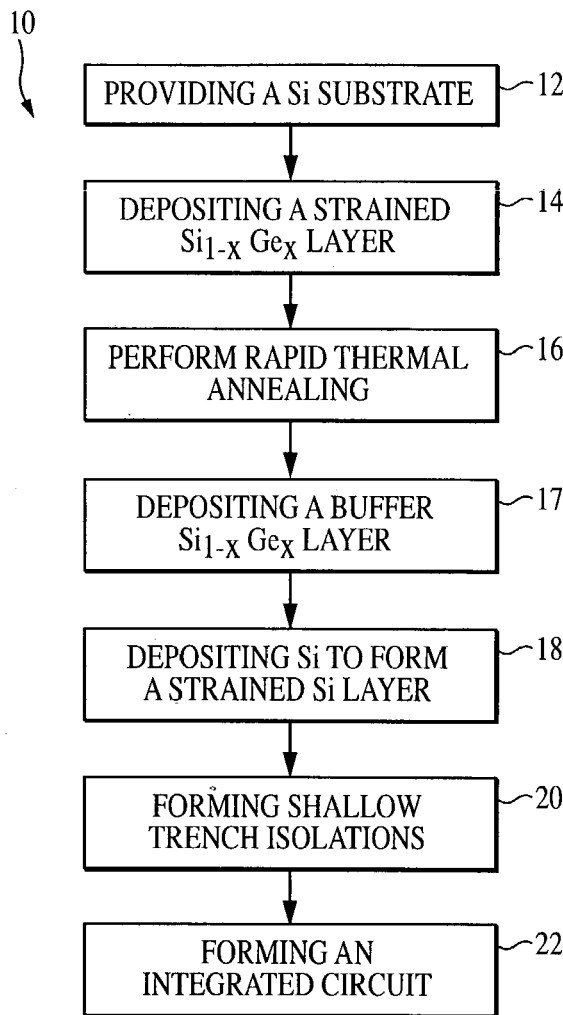 10
PROVIDING A Si SUBSTRATE
12
DEPOSITING A STRAINED
Si1-X GeX LAYER
14
PERFORM RAPID THERMAL
ANNEALING
16
DEPOSITING A BUFFER
Si1-X GeX LAYER
17
DEPOSITING Si TO FORM
A STRAINED Si LAYER
18
FORMING SHALLOW
TRENCH ISOLATIONS
20
FORMING AN
INTEGRATED CIRCUIT
22